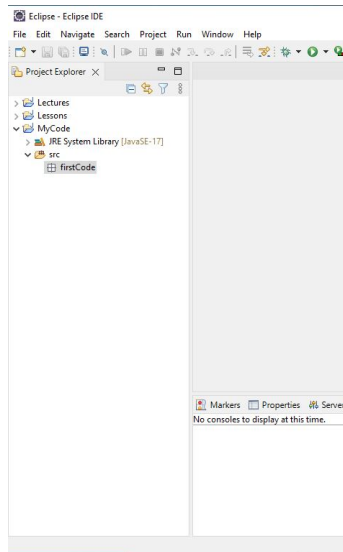 Eclipse - Eclipse IDE
File Edit Navigate Search Project Run Window Help
Project Explorer
Lectures
Lessons
MyCode
JRE System Library [JavaSE-17]
src
firstCode
Markers Properties Server
No consoles to display at this time.